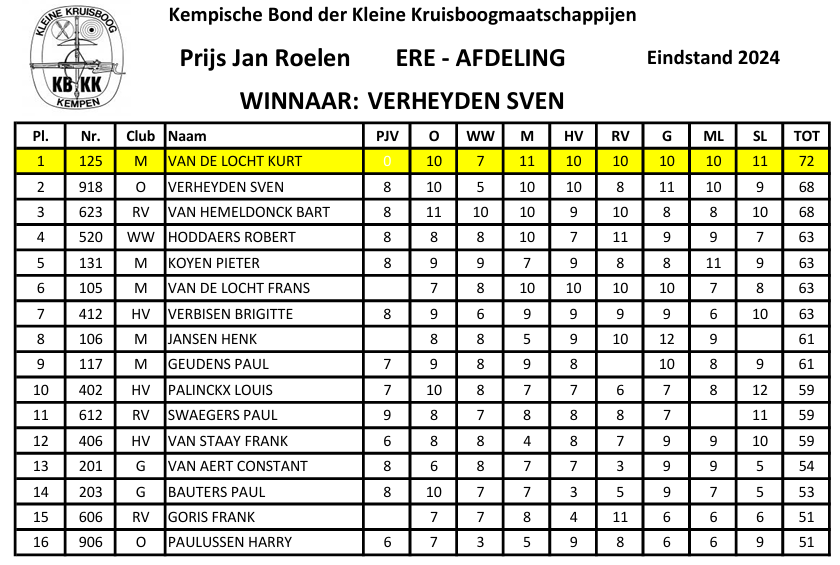 Kempische Bond der Kleine Kruisboogmaatschappijen
KLEINE KRUISBOOG
KB KK
KEMPEN
Prijs Jan Roelen ERE - AFDELING Eindstand 2024
WINNAAR: VERHEYDEN SVEN
Pl. Nr. Club Naam PJV O WW M HV RV G ML SL TOT
1 125 M VAN DE LOCHT KURT 0 10 7 11 10 10 10 10 11 72
2 918 O VERHEYDEN SVEN 8 10 5 10 10 8 11 10 9 68
3 623 RV VAN HEMELDONCK BART 8 11 10 10 9 10 8 8 10 68
4 520 WW HODDAERS ROBERT 8 8 8 10 7 11 9 9 7 63
5 131 M KOYEN PIETER 8 9 9 7 9 8 8 11 9 63
6 105 M VAN DE LOCHT FRANS 7 8 10 10 10 10 7 8 63
7 412 HV VERBISEN BRIGITTE 8 9 6 9 9 9 9 6 10 63
8 106 M JANSEN HENK 8 8 5 9 10 12 9 61
9 117 M GEUDENS PAUL 7 9 8 9 8 10 8 9 61
10 402 HV PALINCKX LOUIS 7 10 8 7 7 6 7 8 12 59
11 612 RV SWAEGERS PAUL 9 8 7 8 8 8 7 11 59
12 406 HV VAN STAAY FRANK 6 8 8 4 8 7 9 9 10 59
13 201 G VAN AERT CONSTANT 8 6 8 7 7 3 9 9 5 54
14 203 G BAUTERS PAUL 8 10 7 7 3 5 9 7 5 53
15 606 RV GORIS FRANK 7 7 8 4 11 6 6 6 51
16 906 O PAULUSSEN HARRY 6 7 3 5 9 8 6 6 9 51